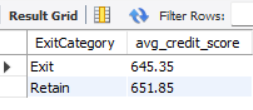 Result Grid Filter Rows:
ExitCategory avg_credit_score
Exit 645.35
Retain 651.85